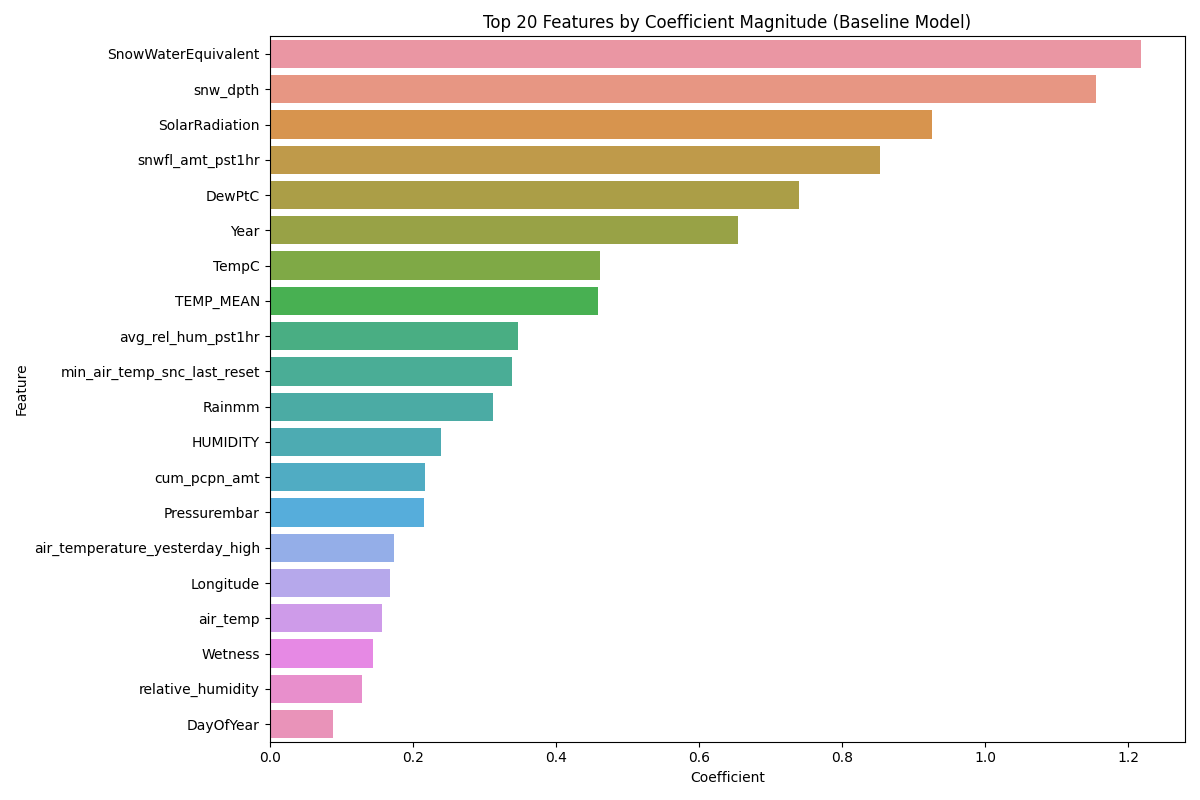 Top 20 Features by Coefficient Magnitude (Baseline Model)
Feature
SnowWaterEquivalent
snw_dpth
SolarRadiation
snwfl_amt_pst1hr
DewPtC
Year
TempC
TEMP_MEAN
avg_rel_hum_pst1hr
min_air_temp_snc_last_reset
Rainmm
HUMIDITY
cum_pcpn_amt
Pressurembar
air_temperature_yesterday_high
Longitude
air_temp
Wetness
relative_humidity
DayOfYear
0.0 0.2 0.4 0.6 0.8 1.0 1.2
Coefficient